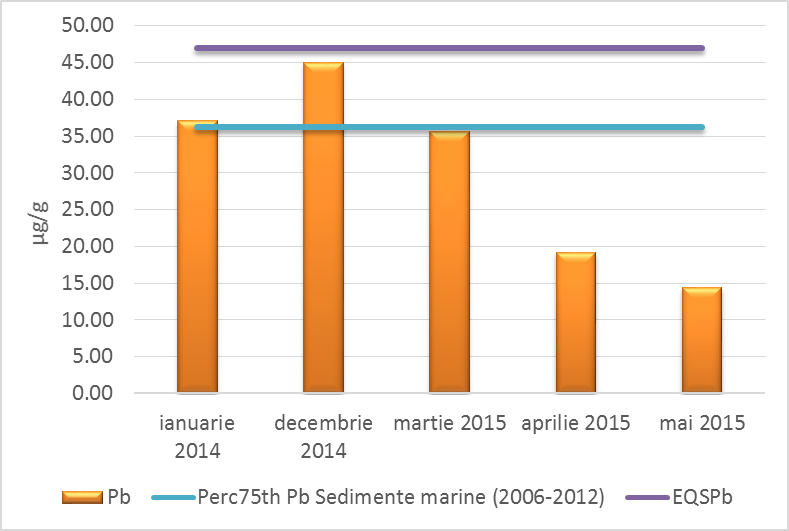 50.00
45.00
40.00
35.00
30.00
25.00
20.00
15.00
10.00
5.00
0.00
µg/g
ianuarie
2014
decembrie
2014
martie 2015
aprilie 2015
mai 2015
Pb
Perc75th Pb Sedimente marine (2006-2012)
EQSPb